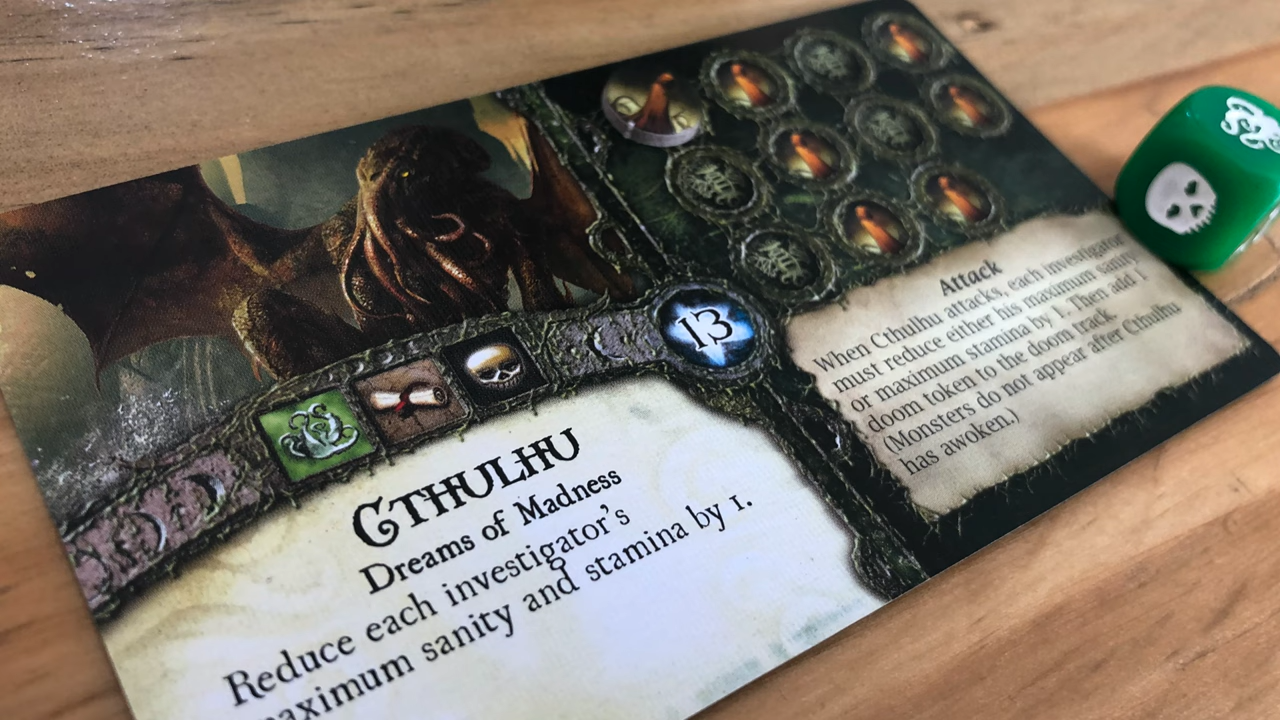 13
CTHULHU
Dreams of Madness
Reduce each investigator's
maximum sanity and stamina by 1.
Attack
When Cthulhu attacks, each investigator
must reduce either his maximum sanity
or maximum stamina by 1. Then add 1
doom token to the doom track.
(Monsters do not appear after Cthulhu
has awoken.)